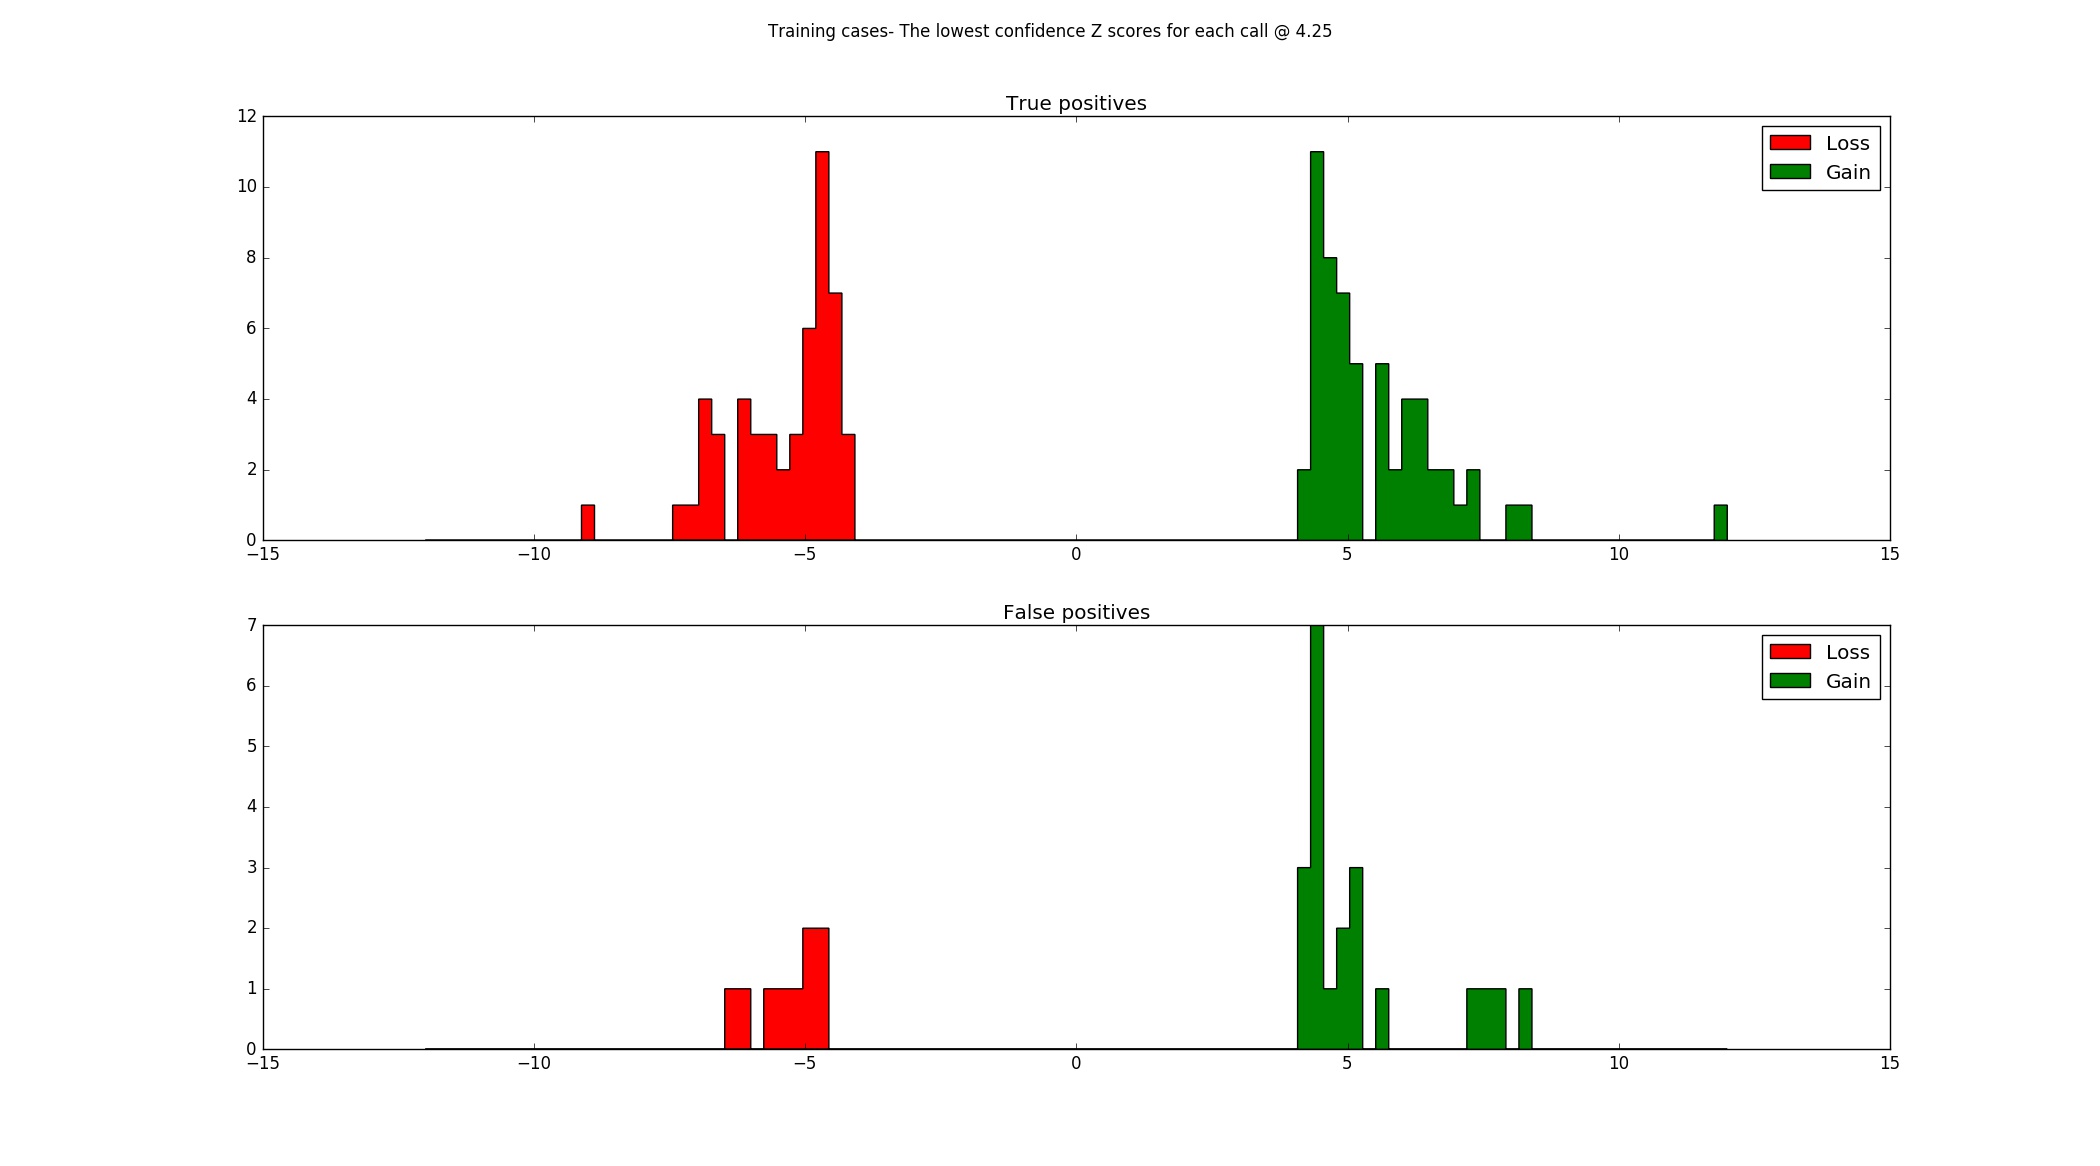 Training cases- The lowest confidence Z scores for each call @ 4.25
True positives
12
10
8
6
4
2
0
Loss
Gain
−15 −10 −5 0 5 10 15
False positives
7
6
5
4
3
2
1
0
Loss
Gain
−15 −10 −5 0 5 10 15